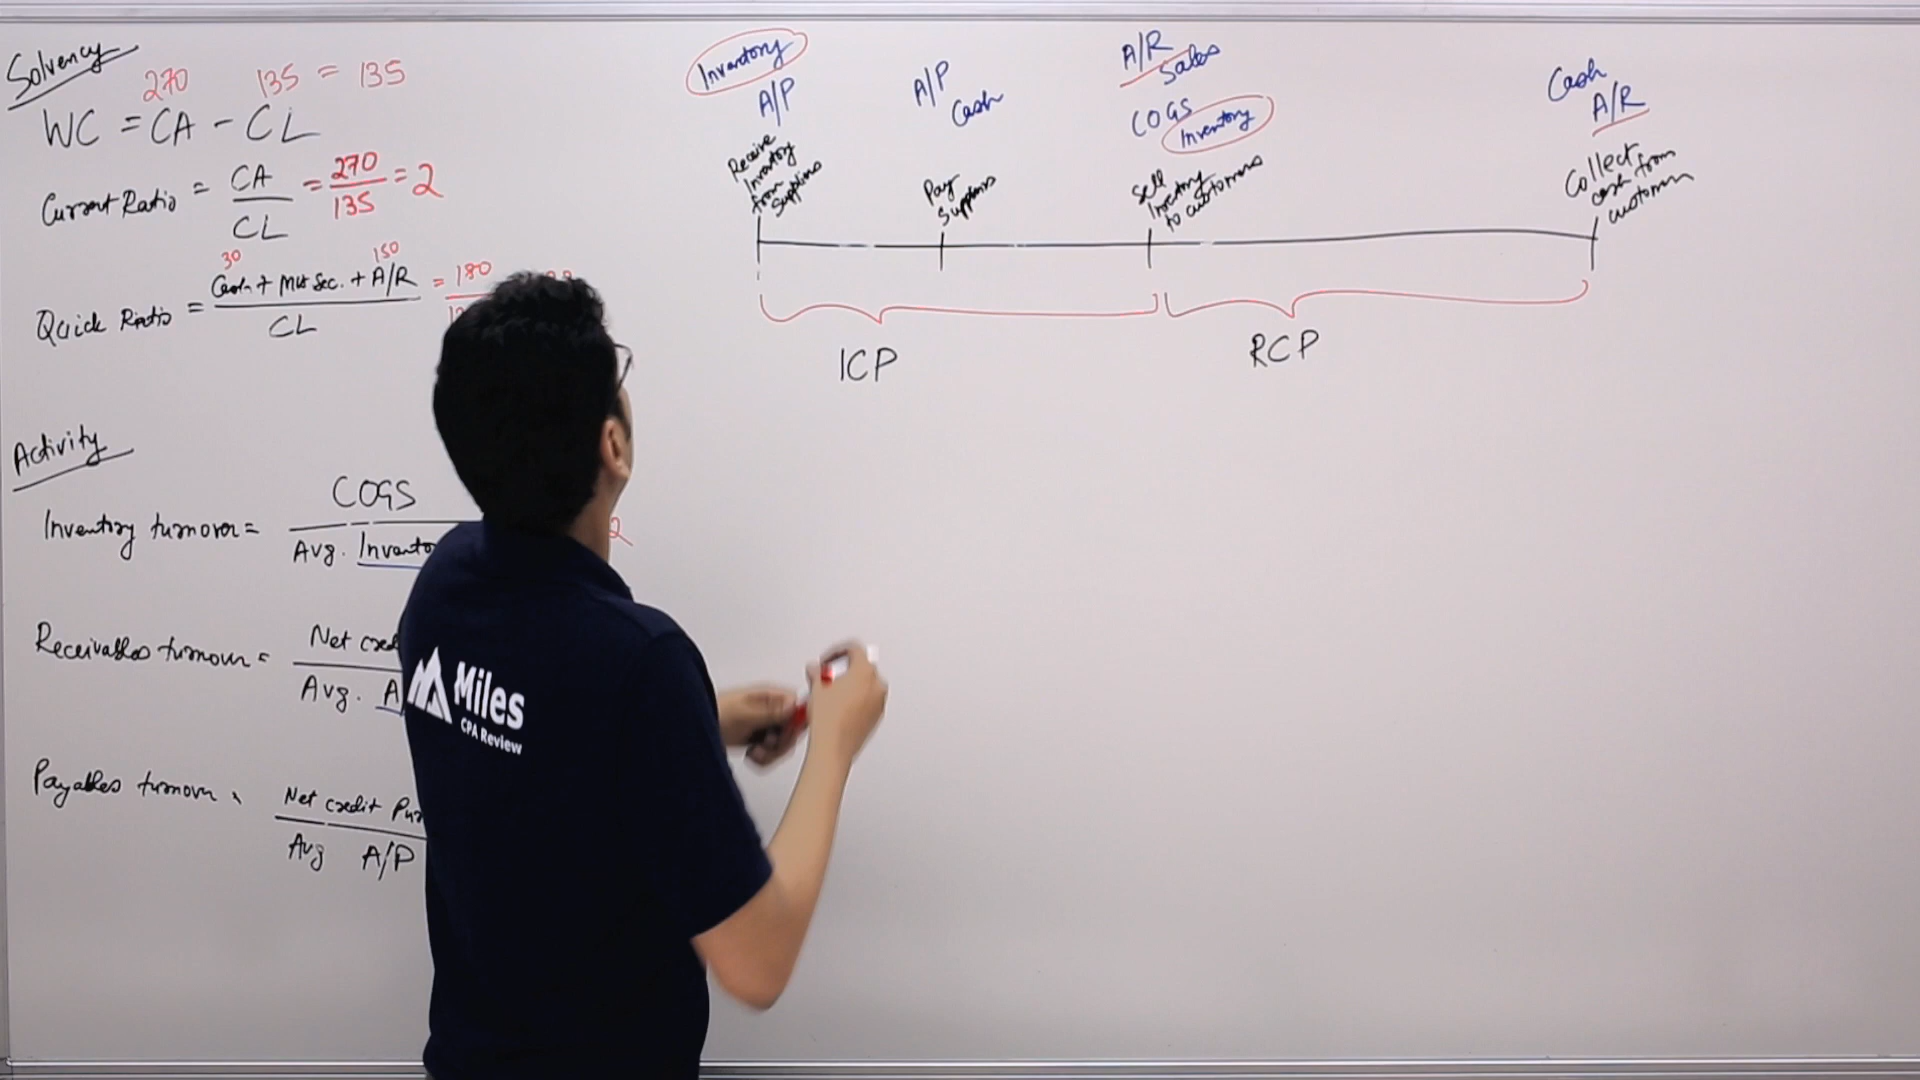 Solvency
270 135 = 135
WC = CA - CL
Current Ratio = CA / CL = 270 / 135 = 2
30 150
Quick Ratio = Cash + Mkt Sec. + A/R / CL = 180
Activity
Inventory turnover = COGS / Avg. Invento
2
Receivables turnover = Net cred / Avg. A
Payables turnover = Net credit Pur / Avg A/P
Inventory
A/P
Receive
Inventory
from
suppliers
A/P
Cash
Pay
Suppliers
A/R
Sales
COGS
Inventory
Sell
Inventory
to customers
Cash
A/R
Collect
cash from
customers
ICP
RCP
Miles
CPA Review